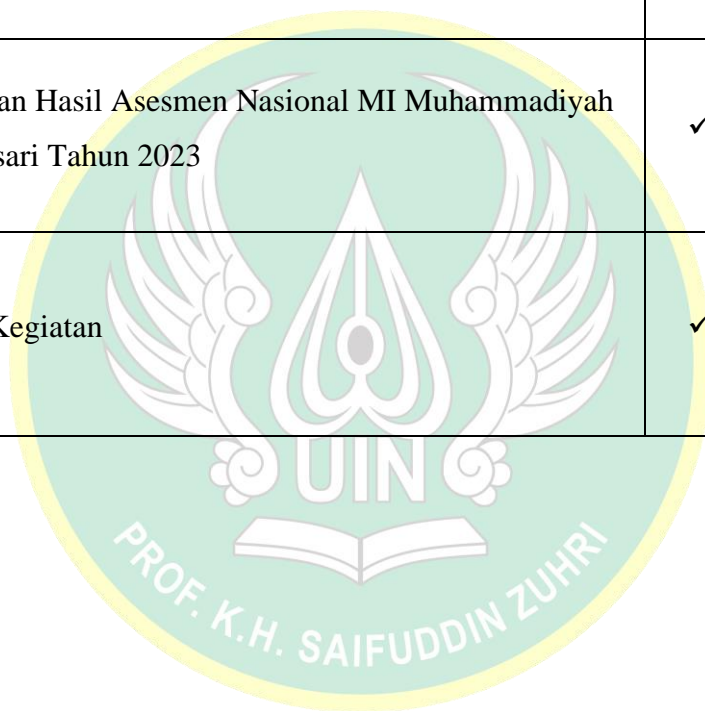 an Hasil Asesmen Nasional MI Muhammadiyah
✓
sari Tahun 2023
Kegiatan
✓
UIN
PROF. K.H. SAIFUDDIN ZUHRI